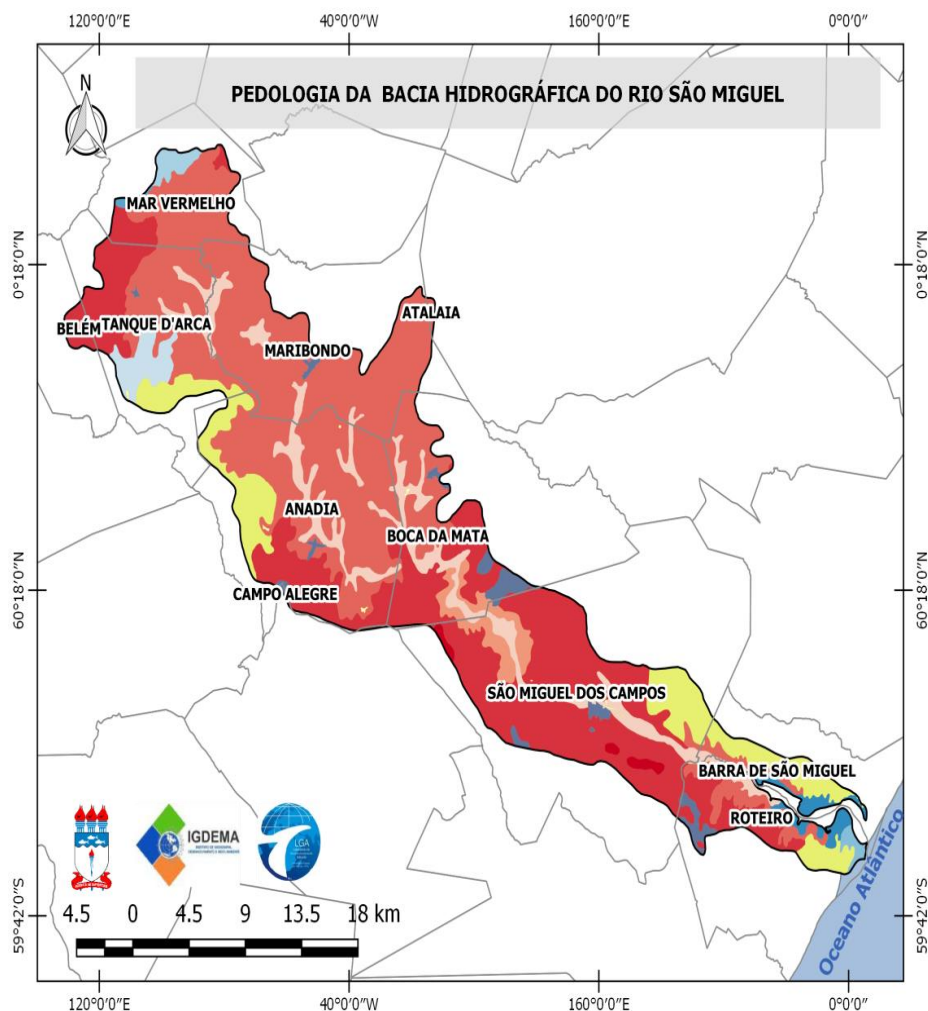 120°0′0″E 40°0′0″W 160°0′0″E 0°0′0″
PEDOLOGIA DA BACIA HIDROGRÁFICA DO RIO SÃO MIGUEL
N
MAR VERMELHO
0°18′0″N 0°18′0″N
ATALAIA
BELÉM TANQUE D'ARCA
MARIBONDO
ANADIA
BOCA DA MATA
60°18′0″N 60°18′0″N
CAMPO ALEGRE
SÃO MIGUEL DOS CAMPOS
BARRA DE SÃO MIGUEL
ROTEIRO
Oceano Atlântico
IGDEMA
LGA
4.5 0 4.5 9 13.5 18 km
59°42′0″S 59°42′0″S
120°0′0″E 40°0′0″W 160°0′0″E 0°0′0″